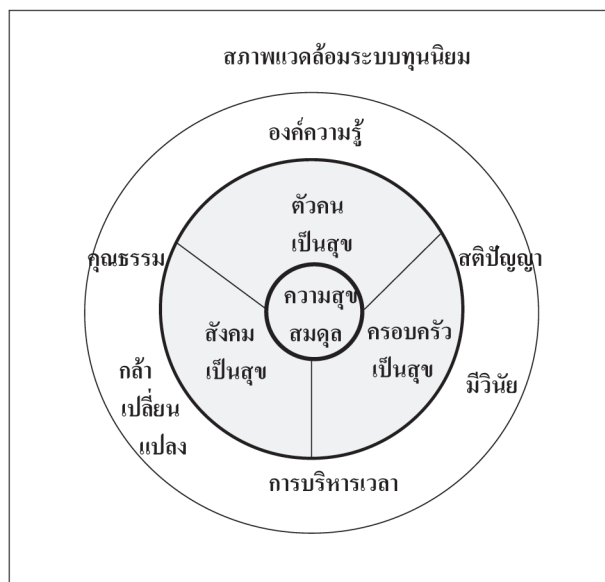 สภาพแวดล้อมระบบทุนนิยม
องค์ความรู้
ตัวคน
เป็นสุข
คุณธรรม
สติปัญญา
ความสุข
สมดุล
สังคม
เป็นสุข
ครอบครัว
เป็นสุข
กล้า
เปลี่ยน
แปลง
มีวินัย
การบริหารเวลา